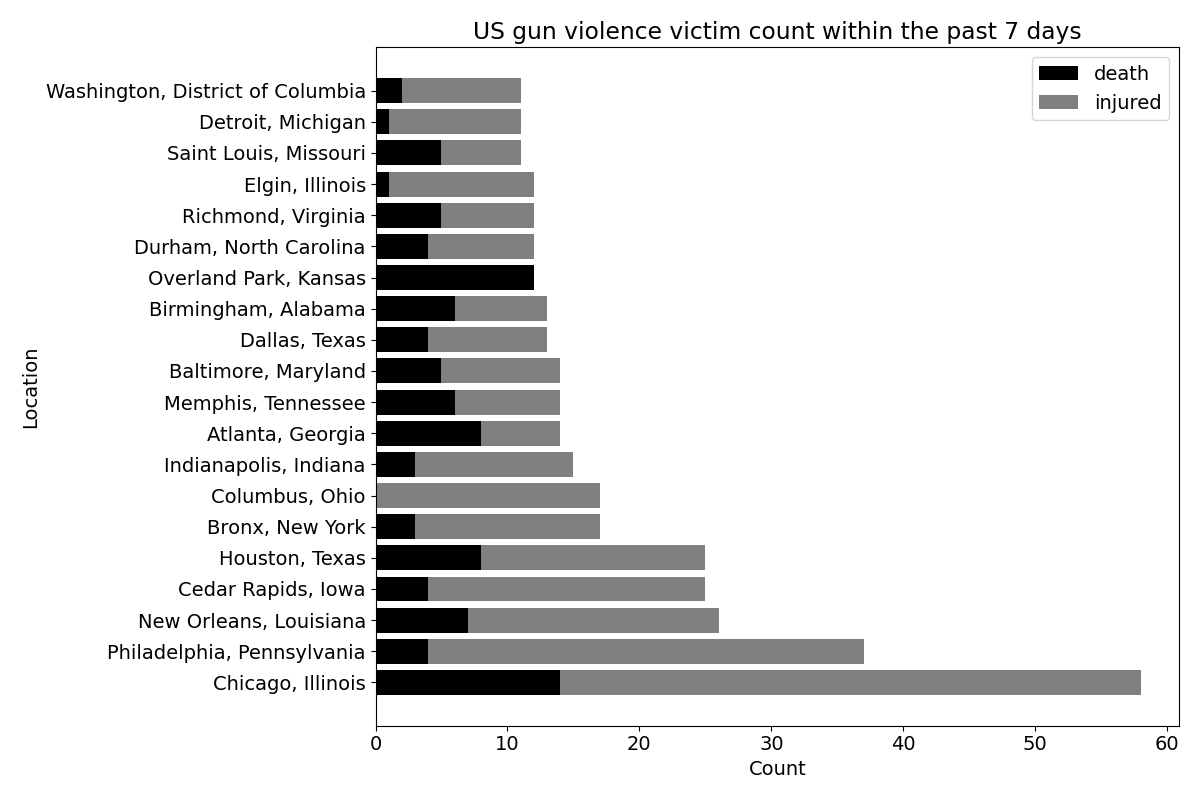 US gun violence victim count within the past 7 days
death
injured
Washington, District of Columbia
Detroit, Michigan
Saint Louis, Missouri
Elgin, Illinois
Richmond, Virginia
Durham, North Carolina
Overland Park, Kansas
Birmingham, Alabama
Dallas, Texas
Baltimore, Maryland
Memphis, Tennessee
Atlanta, Georgia
Indianapolis, Indiana
Columbus, Ohio
Bronx, New York
Houston, Texas
Cedar Rapids, Iowa
New Orleans, Louisiana
Philadelphia, Pennsylvania
Chicago, Illinois
Location
0 10 20 30 40 50 60
Count